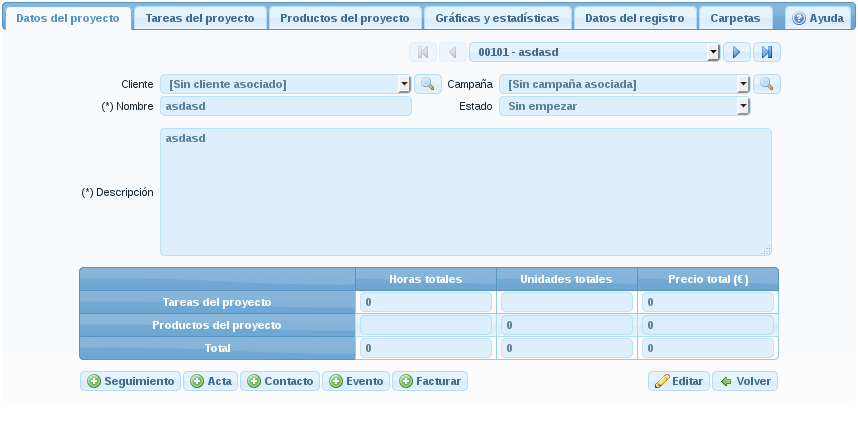 Datos del proyecto Tareas del proyecto Productos del proyecto Gráficas y estadísticas Datos del registro Carpetas Ayuda
00101 - asdasd
Cliente [Sin cliente asociado] Campaña [Sin campaña asociada]
(*) Nombre asdasd Estado Sin empezar
asdasd
(*) Descripción
Horas totales Unidades totales Precio total (€)
Tareas del proyecto 0 0
Productos del proyecto 0 0
Total 0 0 0
Seguimiento Acta Contacto Evento Facturar Editar Volver